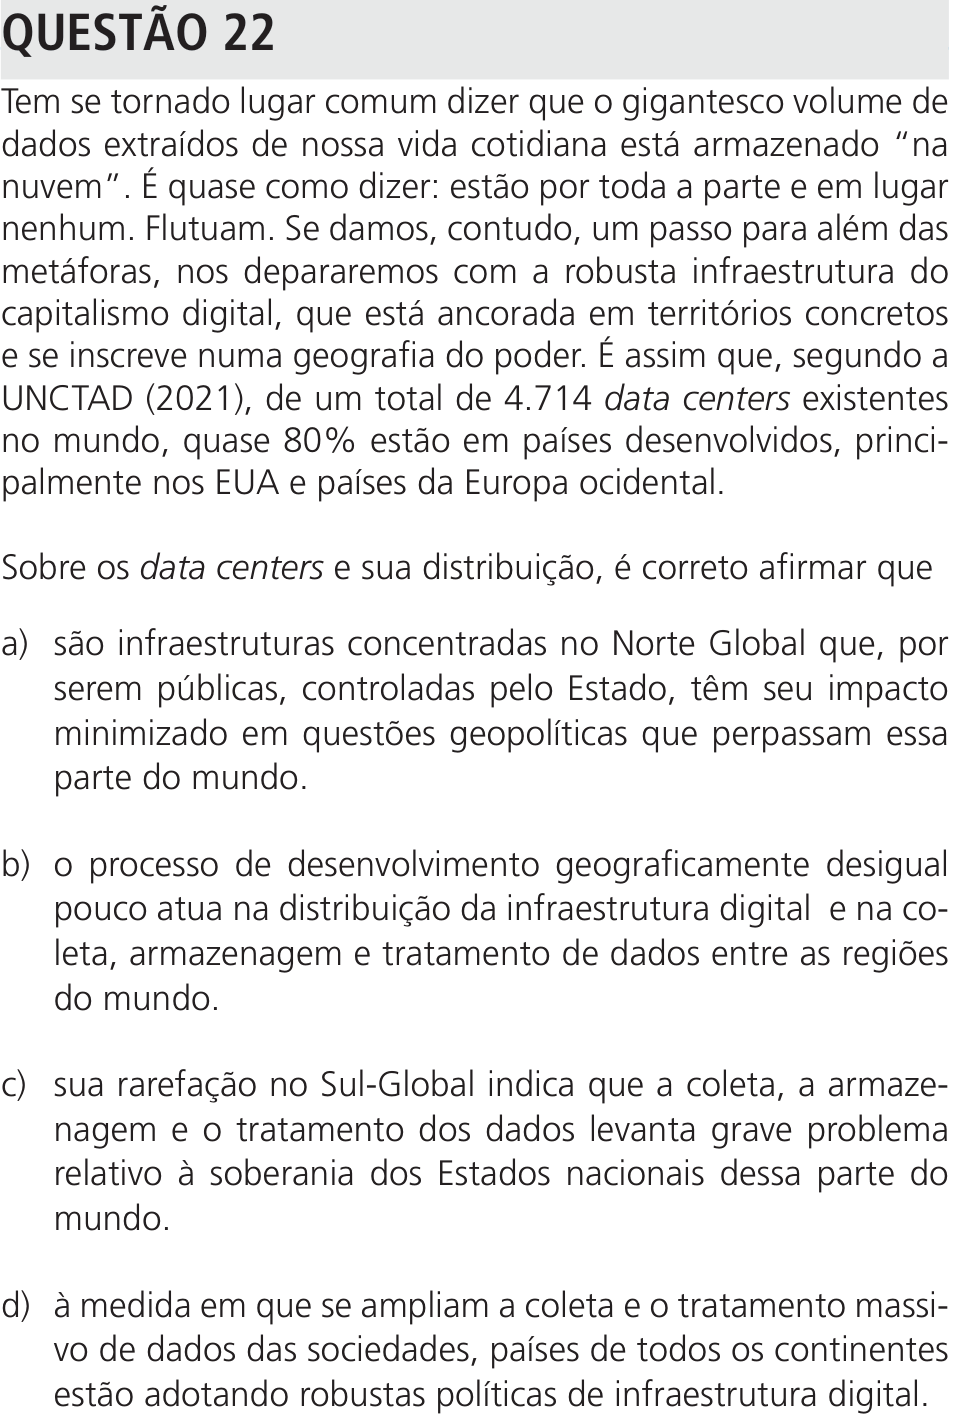 QUESTÃO 22
Tem se tornado lugar comum dizer que o gigantesco volume de
dados extraídos de nossa vida cotidiana está armazenado “na
nuvem”. É quase como dizer: estão por toda a parte e em lugar
nenhum. Flutuam. Se damos, contudo, um passo para além das
metáforas, nos depararemos com a robusta infraestrutura do
capitalismo digital, que está ancorada em territórios concretos
e se inscreve numa geografia do poder. É assim que, segundo a
UNCTAD (2021), de um total de 4.714 data centers existentes
no mundo, quase 80% estão em países desenvolvidos, princi-
palmente nos EUA e países da Europa ocidental.
Sobre os data centers e sua distribuição, é correto afirmar que
a) são infraestruturas concentradas no Norte Global que, por
serem públicas, controladas pelo Estado, têm seu impacto
minimizado em questões geopolíticas que perpassam essa
parte do mundo.
b) o processo de desenvolvimento geograficamente desigual
pouco atua na distribuição da infraestrutura digital e na co-
leta, armazenagem e tratamento de dados entre as regiões
do mundo.
c) sua rarefação no Sul-Global indica que a coleta, a armaze-
nagem e o tratamento dos dados levanta grave problema
relativo à soberania dos Estados nacionais dessa parte do
mundo.
d) à medida em que se ampliam a coleta e o tratamento massi-
vo de dados das sociedades, países de todos os continentes
estão adotando robustas políticas de infraestrutura digital.